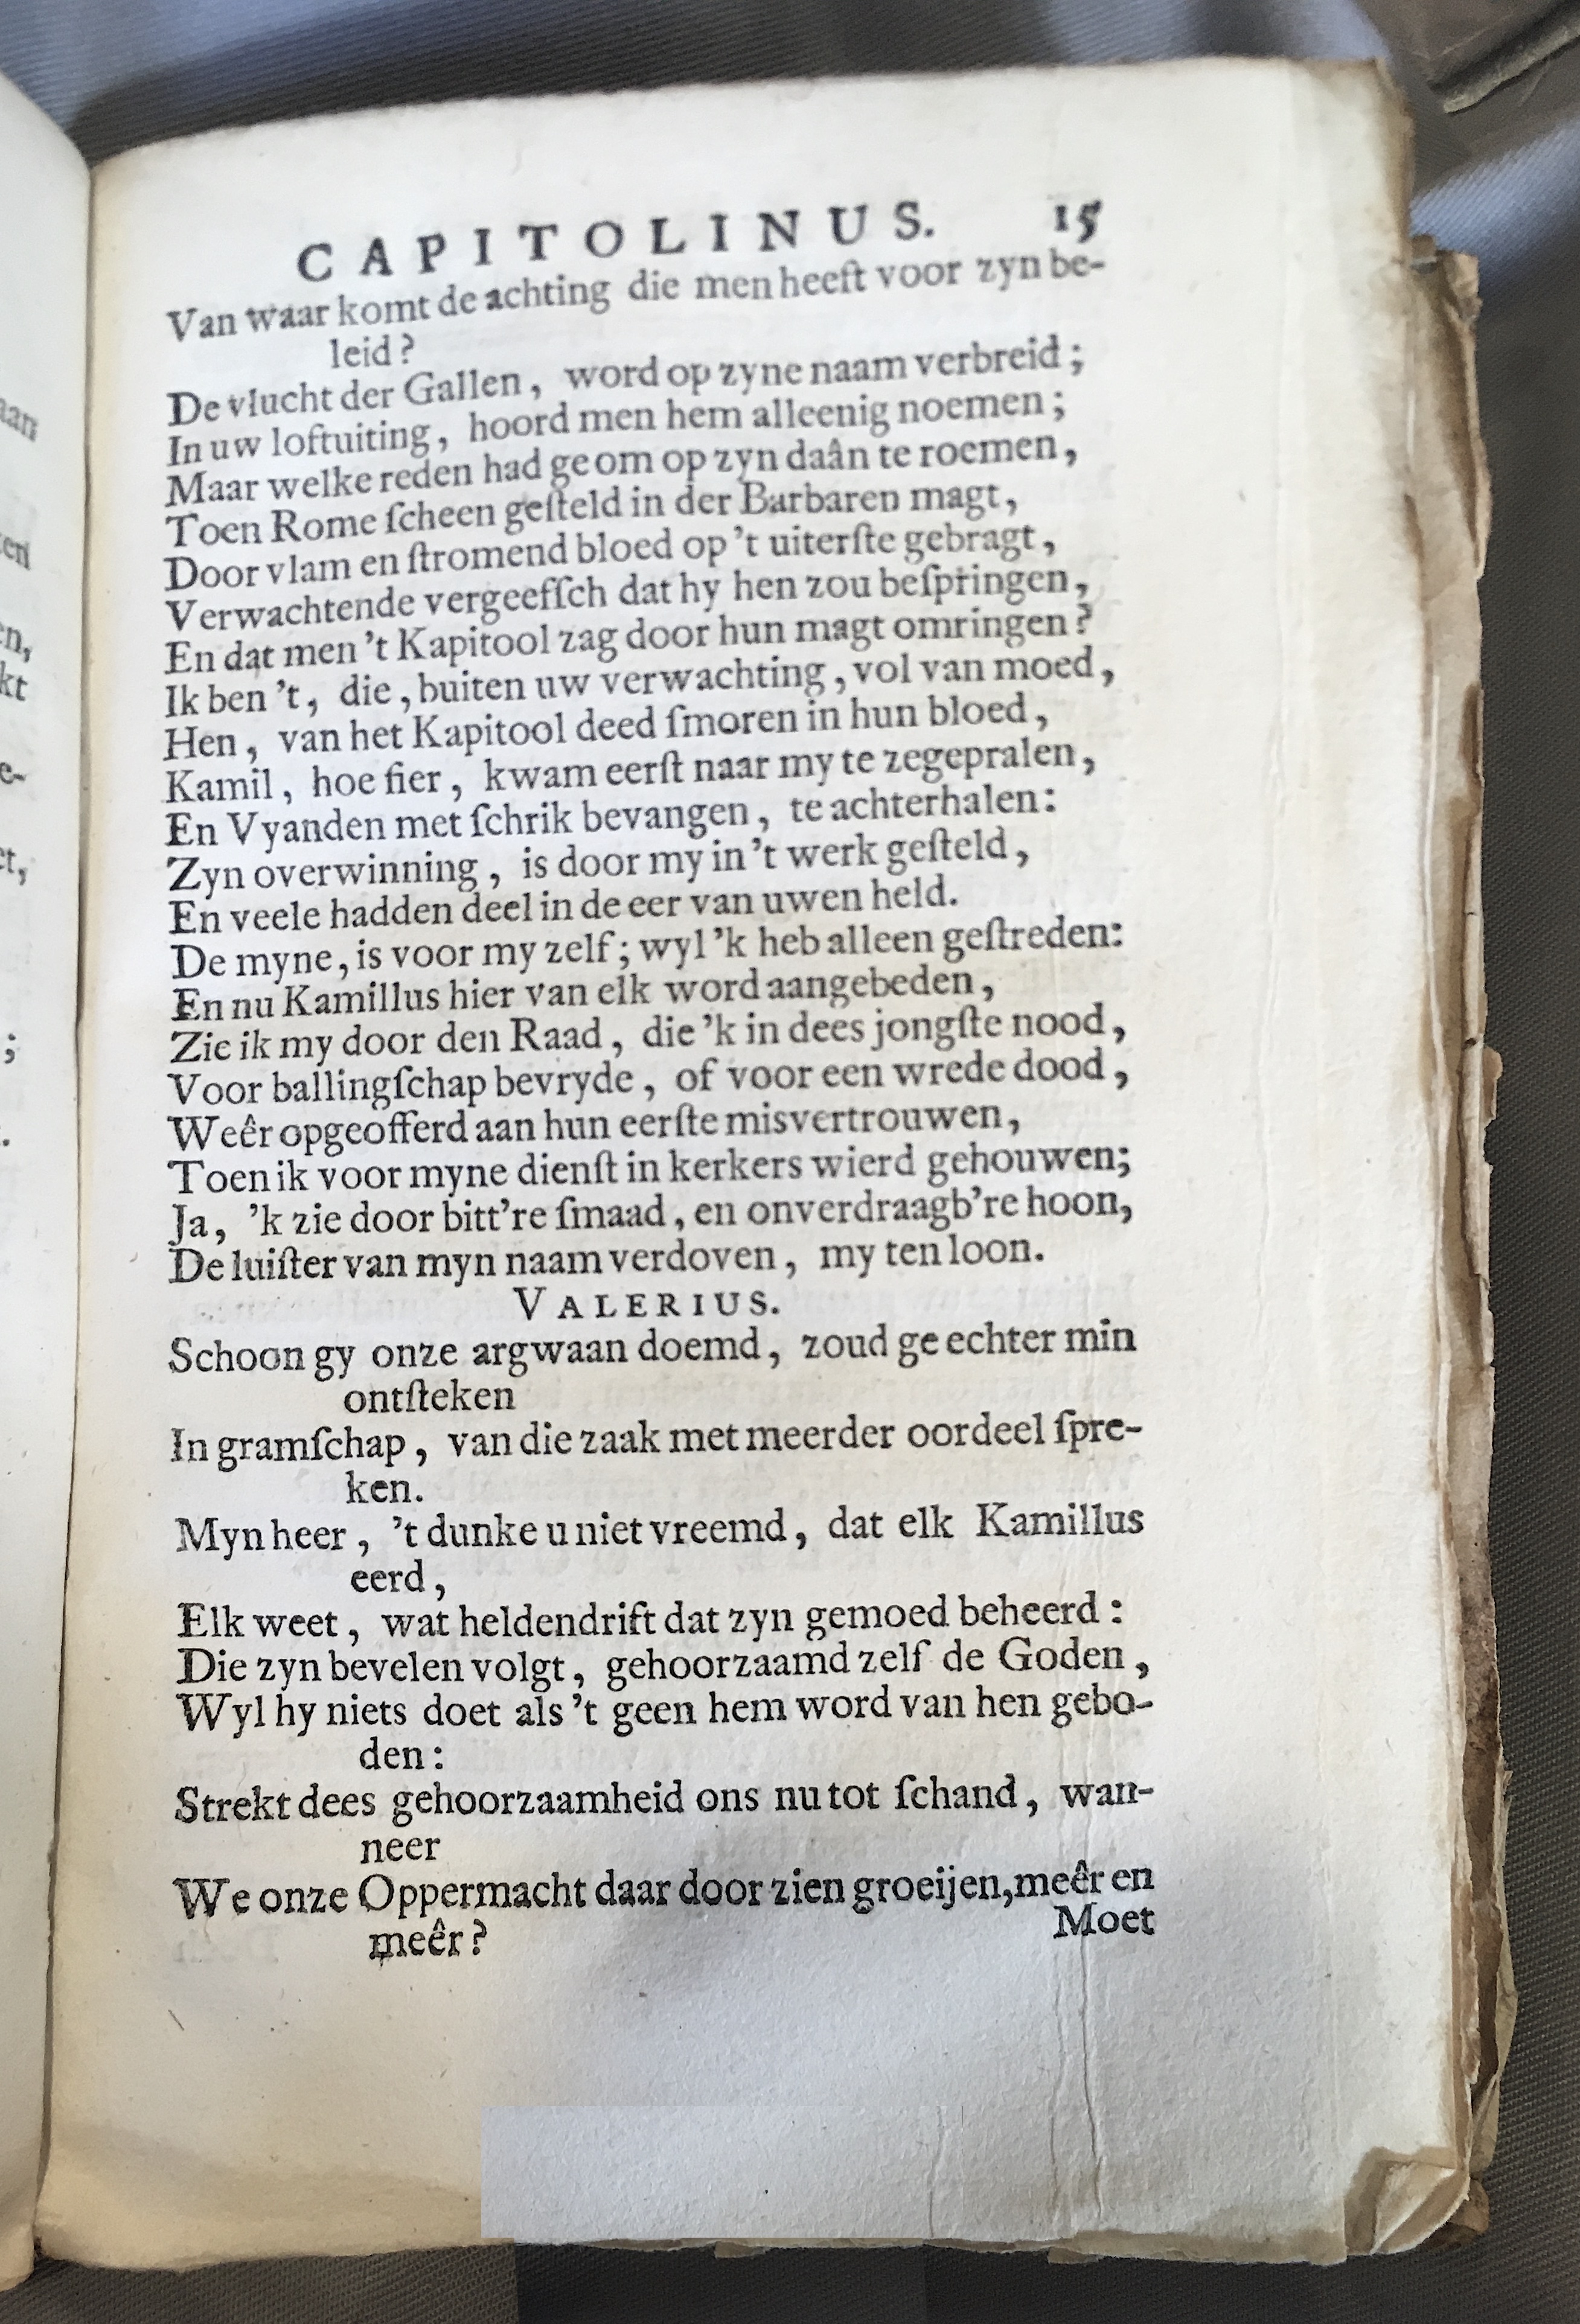 CAPITOLINUS. 15
Van waar komt de achting die men heeft voor zyn be-
leid?
De vlucht der Gallen, word op zyne naam verbreid;
In uw loftuiting, hoord men hem alleenig noemen;
Maar welke reden had ge om op zyn daân te roemen,
Toen Rome ſcheen geſteld in der Barbaren magt,
Door vlam en ſtromend bloed op 't uiterſte gebragt,
Verwachtende vergeefſch dat hy hen zou beſpringen,
En dat men 't Kapitool zag door hun magt omringen?
Ik ben 't, die, buiten uw verwachting, vol van moed,
Hen, van het Kapitool deed ſmoren in hun bloed,
Kamil, hoe fier, kwam eerſt naar my te zegepralen,
En Vyanden met ſchrik bevangen, te achterhalen:
Zyn overwinning, is door my in 't werk geſteld,
En veele hadden deel in de eer van uwen held.
De myne, is voor my zelf; wyl 'k heb alleen geſtreden:
En nu Kamillus hier van elk word aangebeden,
Zie ik my door den Raad, die 'k in dees jongſte nood,
Voor ballingſchap bevryde, of voor een wrede dood,
Weêr opgeofferd aan hun eerſte misvertrouwen,
Toen ik voor myne dienſt in kerkers wierd gehouwen;
Ja, 'k zie door bitt're ſmaad, en onverdraagb're hoon,
De luiſter van myn naam verdoven, my ten loon.
VALERIUS.
Schoon gy onze argwaan doemd, zoud ge echter min
ontſteken
In gramſchap, van die zaak met meerder oordeel ſpre-
ken.
Myn heer, 't dunke u niet vreemd, dat elk Kamillus
eerd,
Elk weet, wat heldendrift dat zyn gemoed beheerd:
Die zyn bevelen volgt, gehoorzaamd zelf de Goden,
Wyl hy niets doet als 't geen hem word van hen gebo-
den:
Strekt dees gehoorzaamheid ons nu tot ſchand, wan-
neer
We onze Oppermacht daar door zien groeijen, meêr en
meêr?
Moet